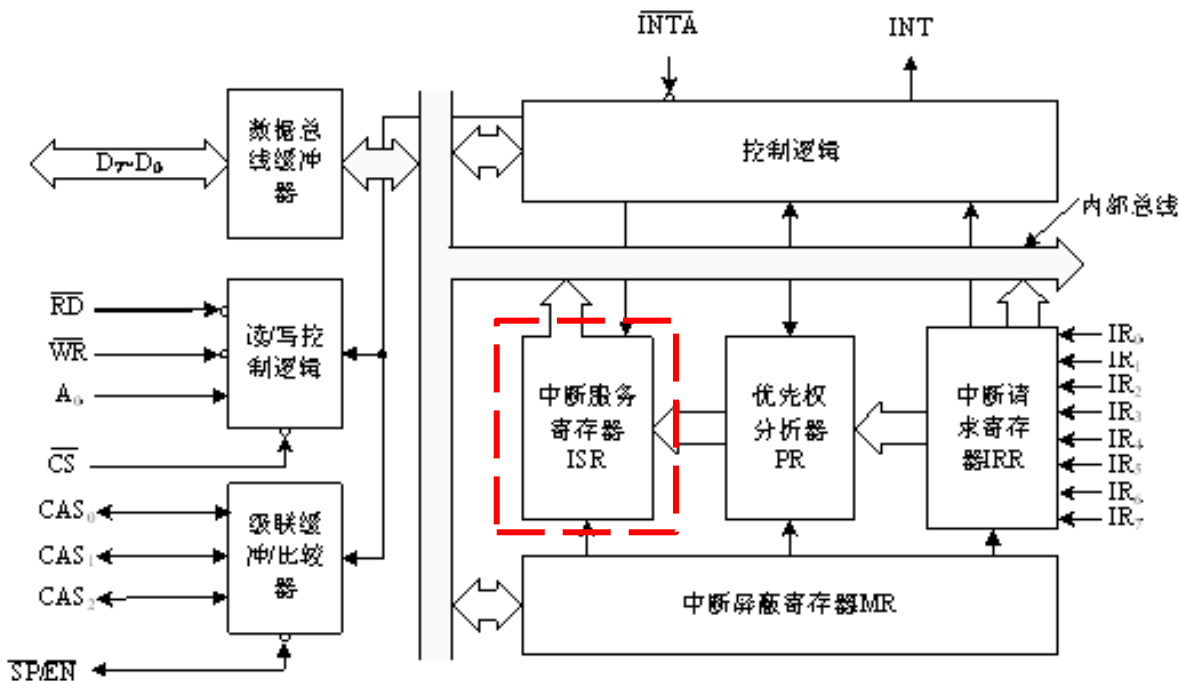 INTA
INT
数据总
线缓冲
器
控制逻辑
D₇~D₀
内部总线
RD
WR
A₀
CS
读/写控
制逻辑
中断服务
寄存器
ISR
优先权
分析器
PR
中断请
求寄存
器IRR
IR₀
IR₁
IR₂
IR₃
IR₄
IR₅
IR₆
IR₇
CAS₀
CAS₁
CAS₂
级联缓
冲/比较
器
中断屏蔽寄存器IMR
SP/EN